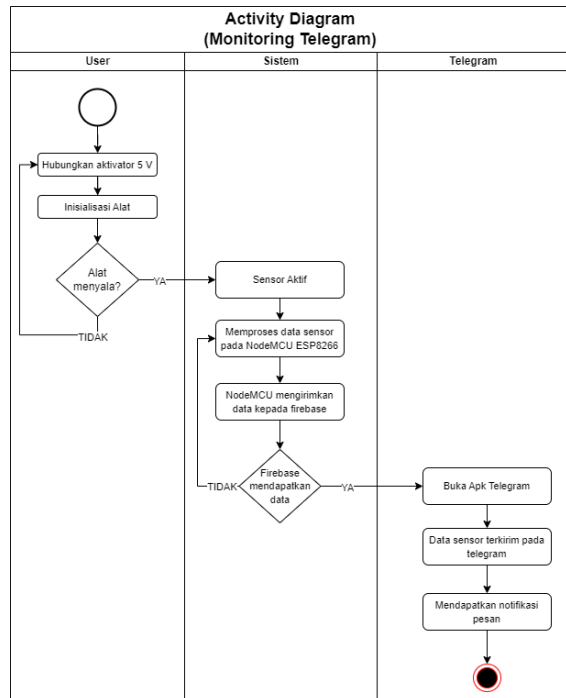 Activity Diagram
(Monitoring Telegram)
User
Sistem
Telegram
Hubungkan aktivator 5 V
Inisialisasi Alat
Alat
menyala?
YA
TIDAK
Sensor Aktif
Memproses data sensor
pada NodeMCU ESP8266
NodeMCU mengirimkan
data kepada firebase
Firebase
mendapatkan
data
TIDAK
YA
Buka Apk Telegram
Data sensor terkirim pada
telegram
Mendapatkan notifikasi
pesan